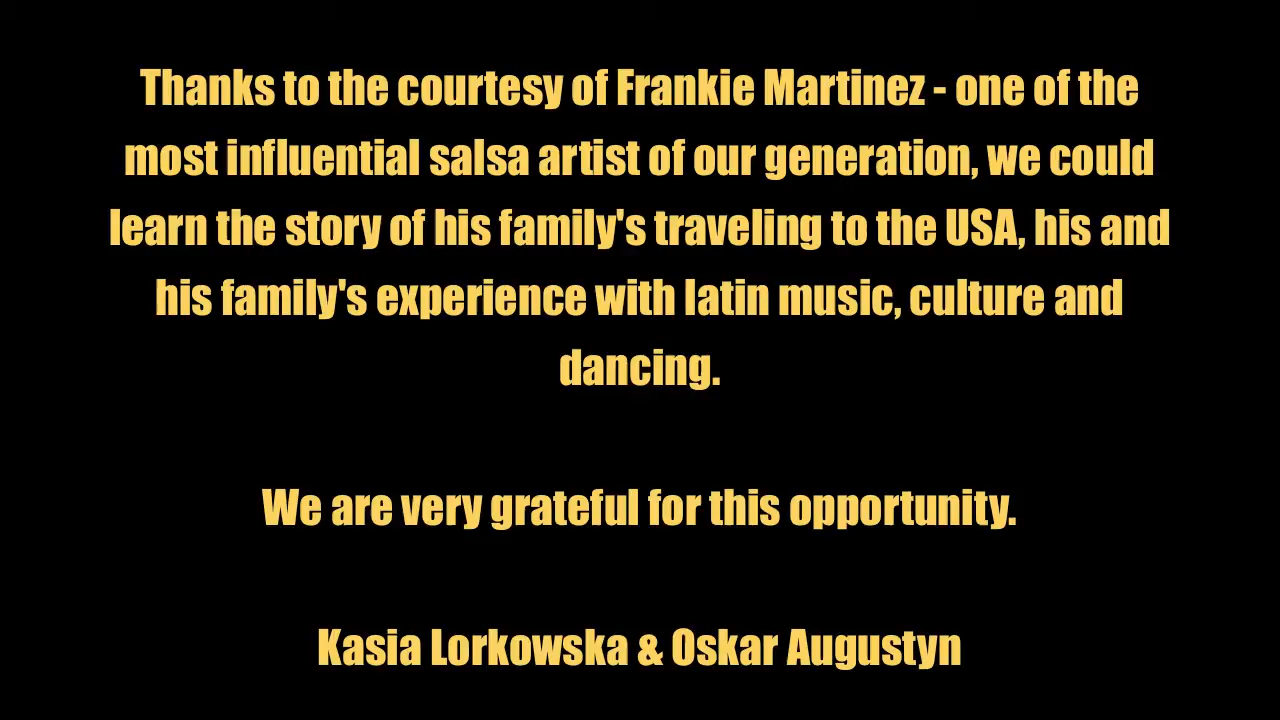 Thanks to the courtesy of Frankie Martinez - one of the
most influential salsa artist of our generation, we could
learn the story of his family's traveling to the USA, his and
his family's experience with latin music, culture and
dancing.
We are very grateful for this opportunity.
Kasia Lorkowska & Oskar Augustyn